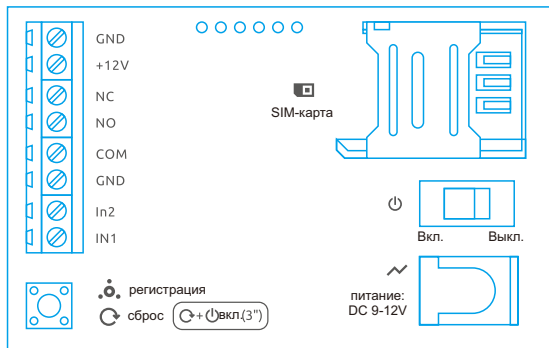 GND
+12V
NC
NO
COM
GND
In2
IN1
SIM-карта
Вкл. Выкл.
питание:
DC 9-12V
регистрация
сброс + вкл.(3")